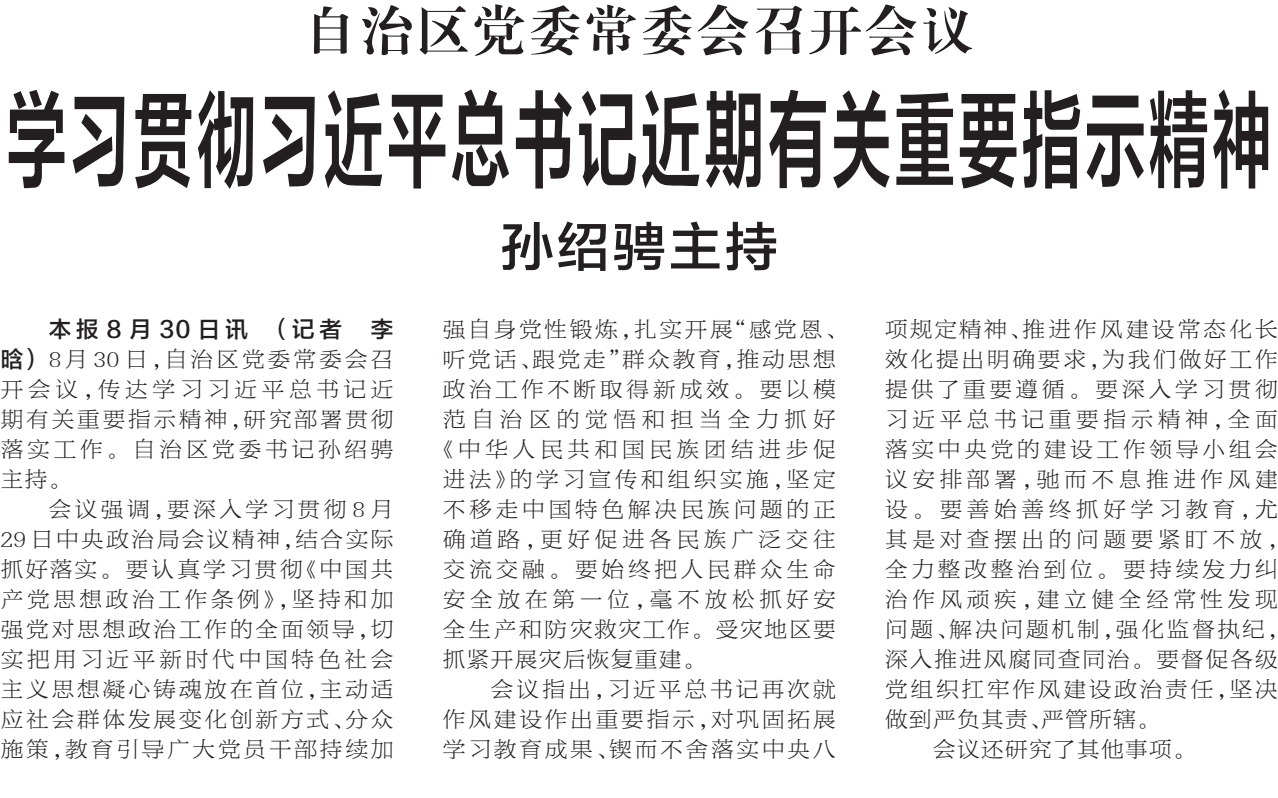 自治区党委常委会召开会议
学习贯彻习近平总书记近期有关重要指示精神
孙绍骋主持
本报8月30日讯 （记者 李
晗）8月30日，自治区党委常委会召
开会议，传达学习习近平总书记近
期有关重要指示精神，研究部署贯彻
落实工作。自治区党委书记孙绍骋
主持。
会议强调，要深入学习贯彻8月
29日中央政治局会议精神，结合实际
抓好落实。要认真学习贯彻《中国共
产党思想政治工作条例》，坚持和加
强党对思想政治工作的全面领导，切
实把用习近平新时代中国特色社会
主义思想凝心铸魂放在首位，主动适
应社会群体发展变化创新方式、分众
施策，教育引导广大党员干部持续加
强自身党性锻炼，扎实开展“感党恩、
听党话、跟党走”群众教育，推动思想
政治工作不断取得新成效。要以模
范自治区的觉悟和担当全力抓好
《中华人民共和国民族团结进步促
进法》的学习宣传和组织实施，坚定
不移走中国特色解决民族问题的正
确道路，更好促进各民族广泛交往
交流交融。要始终把人民群众生命
安全放在第一位，毫不放松抓好安
全生产和防灾救灾工作。受灾地区要
抓紧开展灾后恢复重建。
会议指出，习近平总书记再次就
作风建设作出重要指示，对巩固拓展
学习教育成果、锲而不舍落实中央八
项规定精神、推进作风建设常态化长
效化提出明确要求，为我们做好工作
提供了重要遵循。要深入学习贯彻
习近平总书记重要指示精神，全面
落实中央党的建设工作领导小组会
议安排部署，驰而不息推进作风建
设。要善始善终抓好学习教育，尤
其是对查摆出的问题要紧盯不放，
全力整改整治到位。要持续发力纠
治作风顽疾，建立健全经常性发现
问题、解决问题机制，强化监督执纪，
深入推进风腐同查同治。要督促各级
党组织扛牢作风建设政治责任，坚决
做到严负其责、严管所辖。
会议还研究了其他事项。